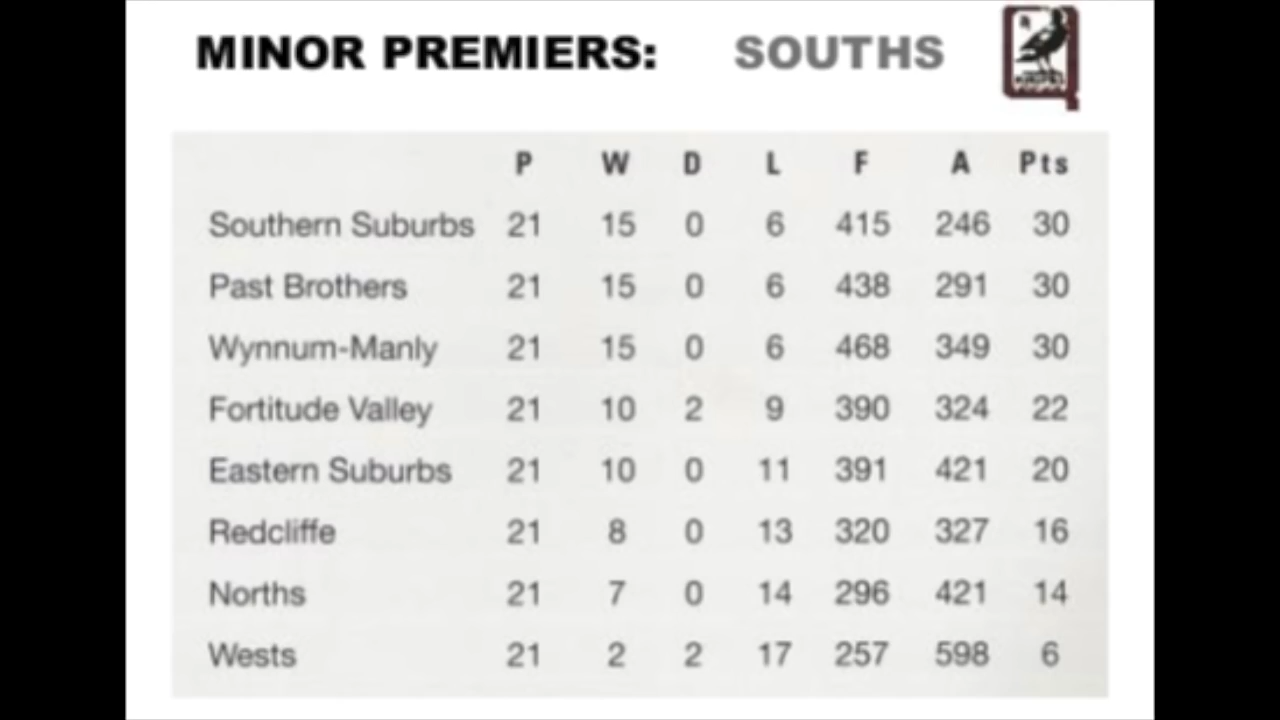 MINOR PREMIERS: SOUTHS
P W D L F A Pts
Southern Suburbs 21 15 0 6 415 246 30
Past Brothers 21 15 0 6 438 291 30
Wynnum-Manly 21 15 0 6 468 349 30
Fortitude Valley 21 10 2 9 390 324 22
Eastern Suburbs 21 10 0 11 391 421 20
Redcliffe 21 8 0 13 320 327 16
Norths 21 7 0 14 296 421 14
Wests 21 2 2 17 257 598 6